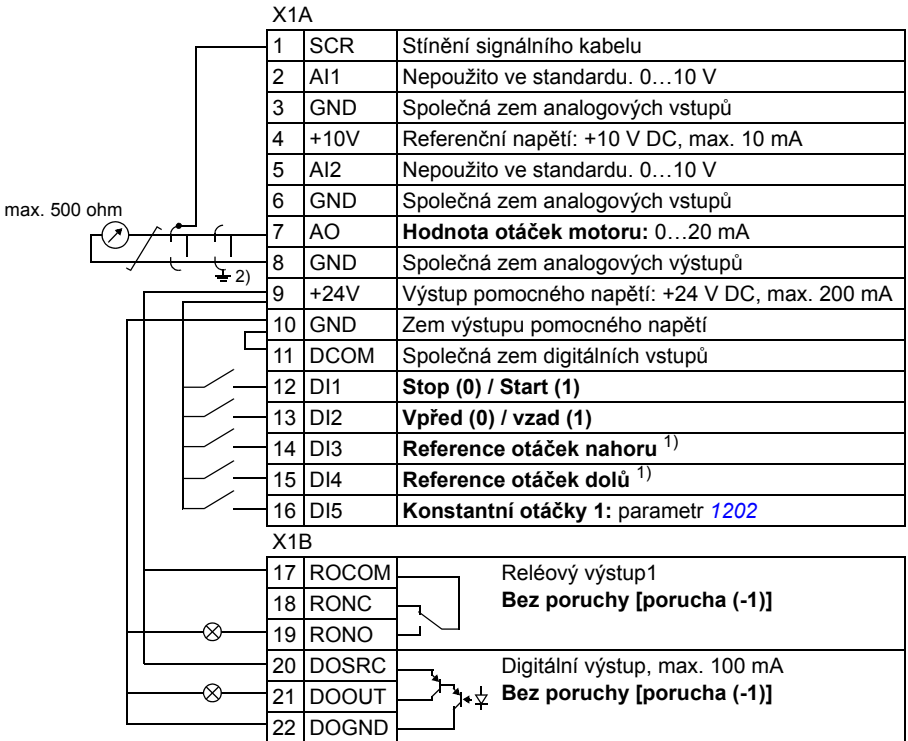 X1A
1 SCR Stínění signálního kabelu
2 AI1 Nepoužito ve standardu. 0…10 V
3 GND Společná zem analogových vstupů
4 +10V Referenční napětí: +10 V DC, max. 10 mA
5 AI2 Nepoužito ve standardu. 0…10 V
6 GND Společná zem analogových vstupů
max. 500 ohm
7 AO Hodnota otáček motoru: 0…20 mA
8 GND Společná zem analogových výstupů
2)
9 +24V Výstup pomocného napětí: +24 V DC, max. 200 mA
10 GND Zem výstupu pomocného napětí
11 DCOM Společná zem digitálních vstupů
12 DI1 Stop (0) / Start (1)
13 DI2 Vpřed (0) / vzad (1)
14 DI3 Reference otáček nahoru 1)
15 DI4 Reference otáček dolů 1)
16 DI5 Konstantní otáčky 1: parametr 1202
X1B
17 ROCOM Reléový výstup1
18 RONC Bez poruchy [porucha (-1)]
19 RONO
20 DOSRC Digitální výstup, max. 100 mA
21 DOOUT Bez poruchy [porucha (-1)]
22 DOGND